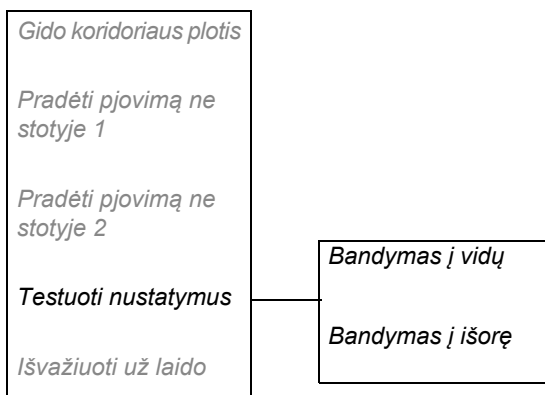 Gido koridoriaus plotis
Pradėti pjovimą ne
stotyje 1
Pradėti pjovimą ne
stotyje 2
Testuoti nustatymus
Išvažiuoti už laido
Bandymas į vidų
Bandymas į išorę